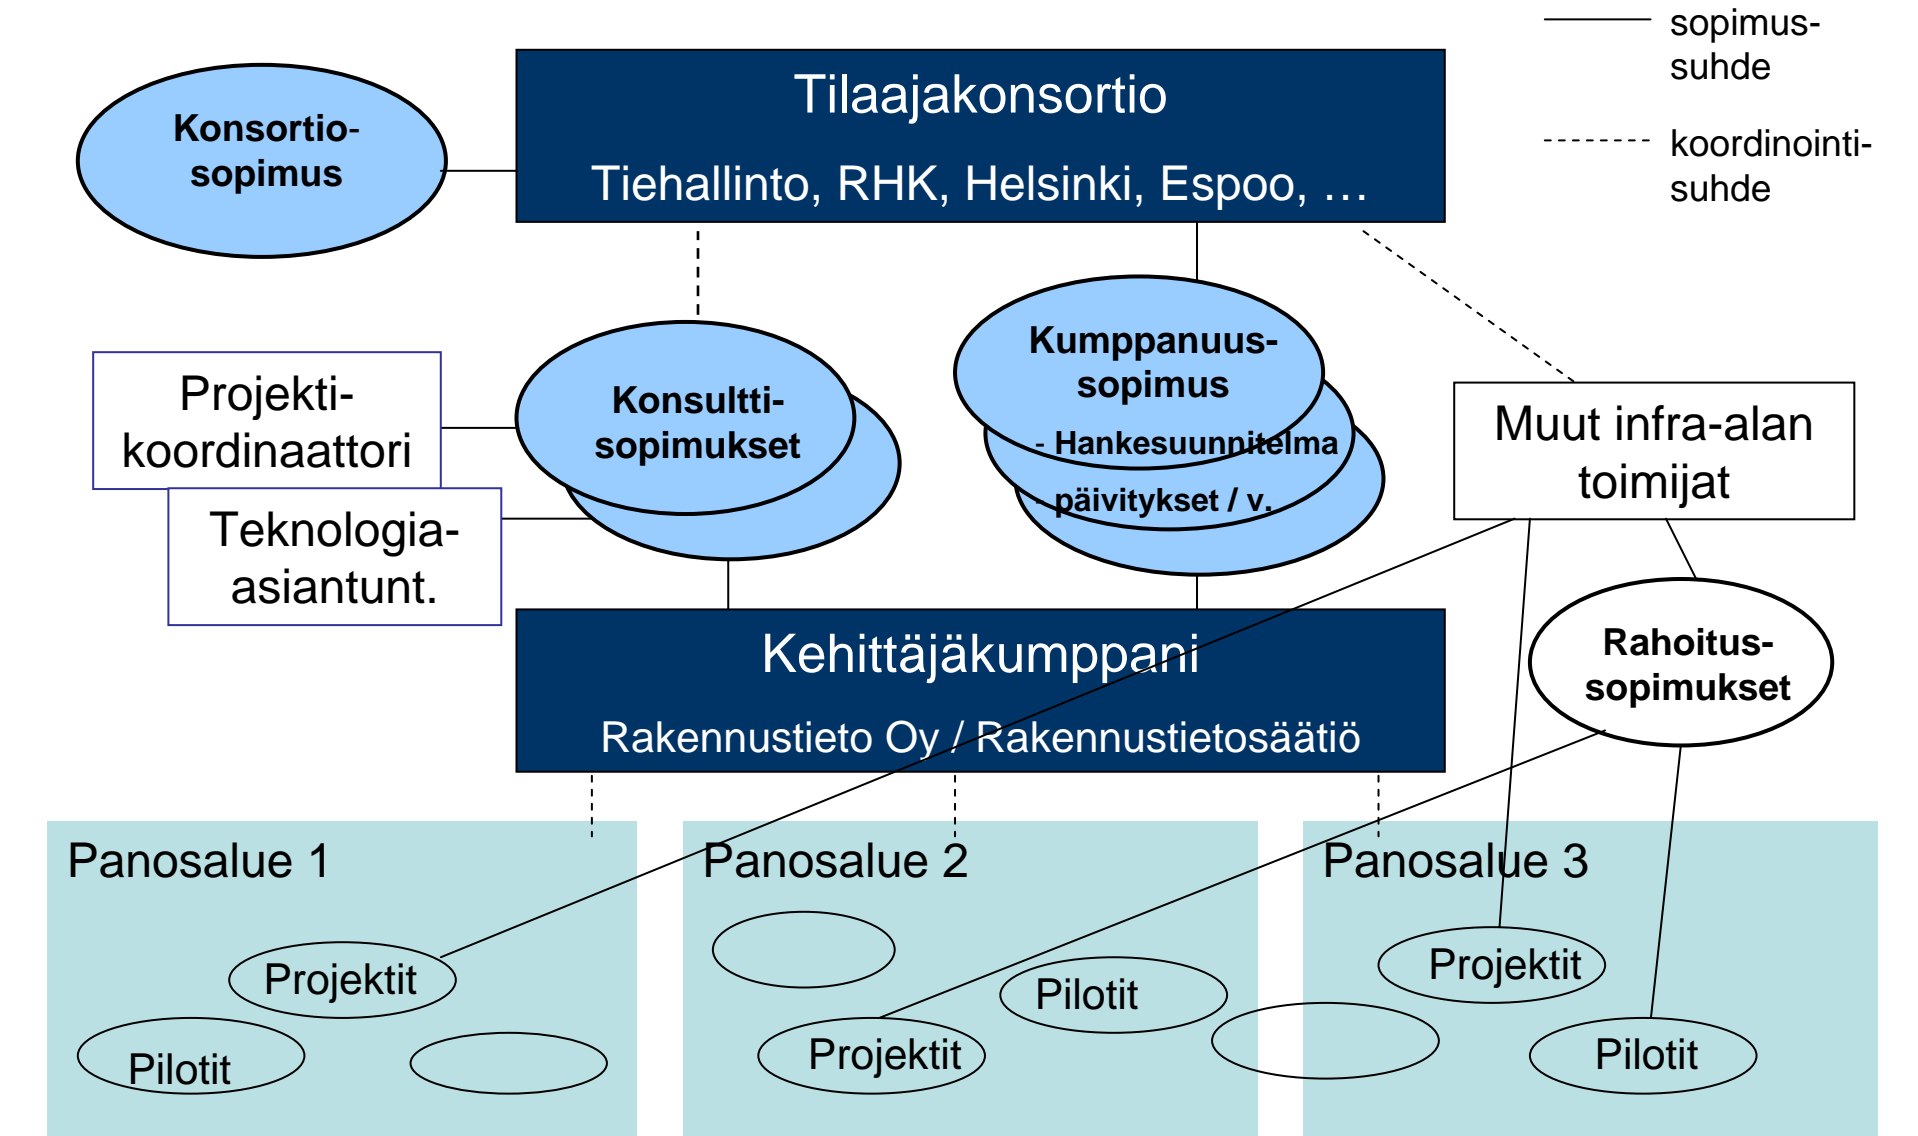 sopimus-
suhde
koordinointi-
suhde
Tilaajakonsortio
Tiehallinto, RHK, Helsinki, Espoo, …
Konsortio-
sopimus
Projekti-
koordinaattori
Teknologia-
asiantunt.
Konsultti-
sopimukset
Kumppanuus-
sopimus
- Hankesuunnitelma
- päivitykset / v.
Muut infra-alan
toimijat
Rahoitus-
sopimukset
Kehittäjäkumppani
Rakennustieto Oy / Rakennustietosäätiö
Panosalue 1
Projektit
Pilotit
Panosalue 2
Pilotit
Projektit
Panosalue 3
Projektit
Pilotit